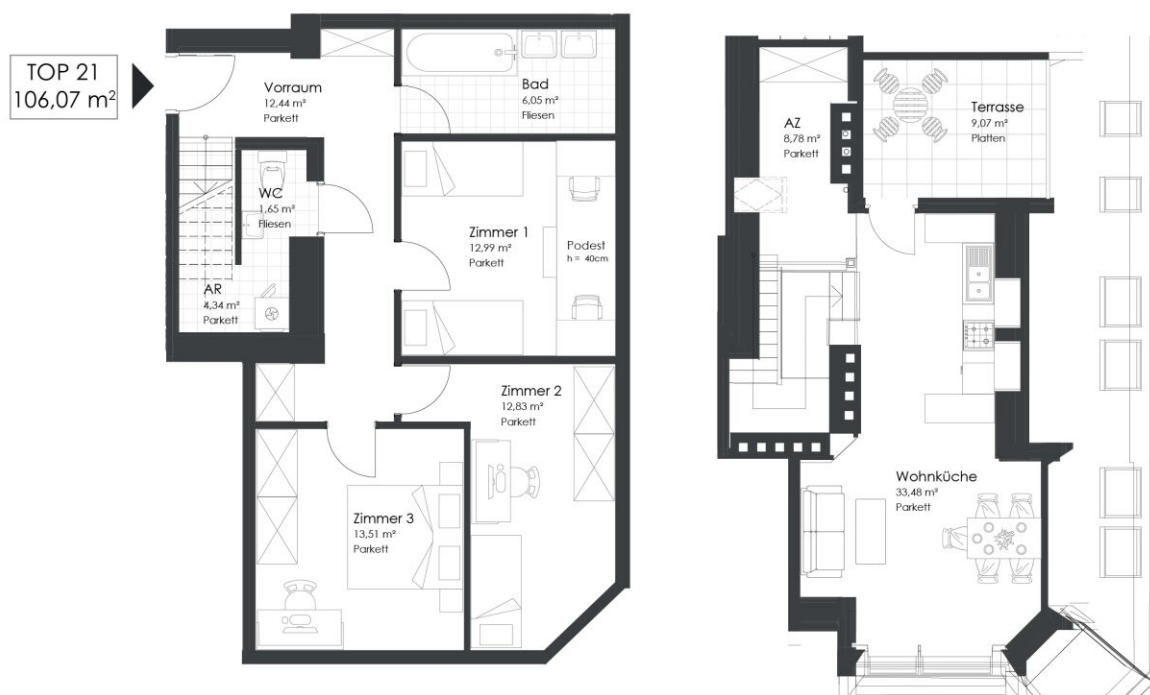 TOP 21
106,07 m²
Vorraum
12,44 m²
Parkett
Bad
6,05 m²
Fliesen
WC
1,65 m²
Fliesen
Zimmer 1
12,99 m²
Parkett
Podest
h = 40cm
AR
4,34 m²
Parkett
Zimmer 2
12,83 m²
Parkett
Zimmer 3
13,51 m²
Parkett
AZ
8,78 m²
Parkett
Terrasse
9,07 m²
Platten
Wohnküche
33,48 m²
Parkett